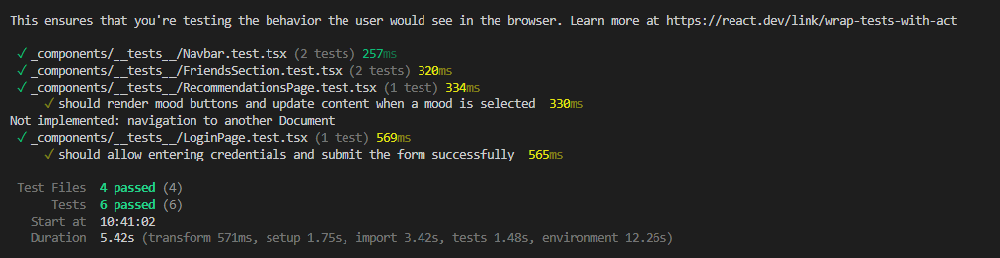 This ensures that you're testing the behavior the user would see in the browser. Learn more at https://react.dev/link/wrap-tests-with-act
✓ _components/__tests__/Navbar.test.tsx (2 tests) 257ms
✓ _components/__tests__/FriendsSection.test.tsx (2 tests) 320ms
✓ _components/__tests__/RecommendationsPage.test.tsx (1 test) 334ms
✓ should render mood buttons and update content when a mood is selected 330ms
Not implemented: navigation to another Document
✓ _components/__tests__/LoginPage.test.tsx (1 test) 569ms
✓ should allow entering credentials and submit the form successfully 565ms
Test Files 4 passed (4)
Tests 6 passed (6)
Start at 10:41:02
Duration 5.42s (transform 571ms, setup 1.75s, import 3.42s, tests 1.48s, environment 12.26s)